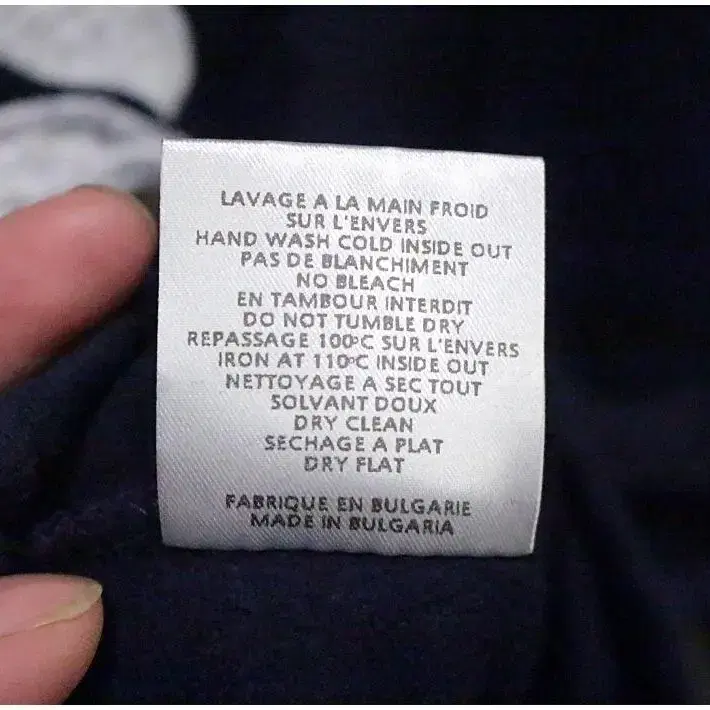 LAVAGE A LA MAIN FROID
SUR L'ENVERS
HAND WASH COLD INSIDE OUT
PAS DE BLANCHIMENT
NO BLEACH
EN TAMBOUR INTERDIT
DO NOT TUMBLE DRY
REPASSAGE 100°C SUR L'ENVERS
IRON AT 110°C INSIDE OUT
NETTOYAGE A SEC TOUT
SOLVANT DOUX
DRY CLEAN
SECHAGE A PLAT
DRY FLAT
FABRIQUE EN BULGARIE
MADE IN BULGARIA